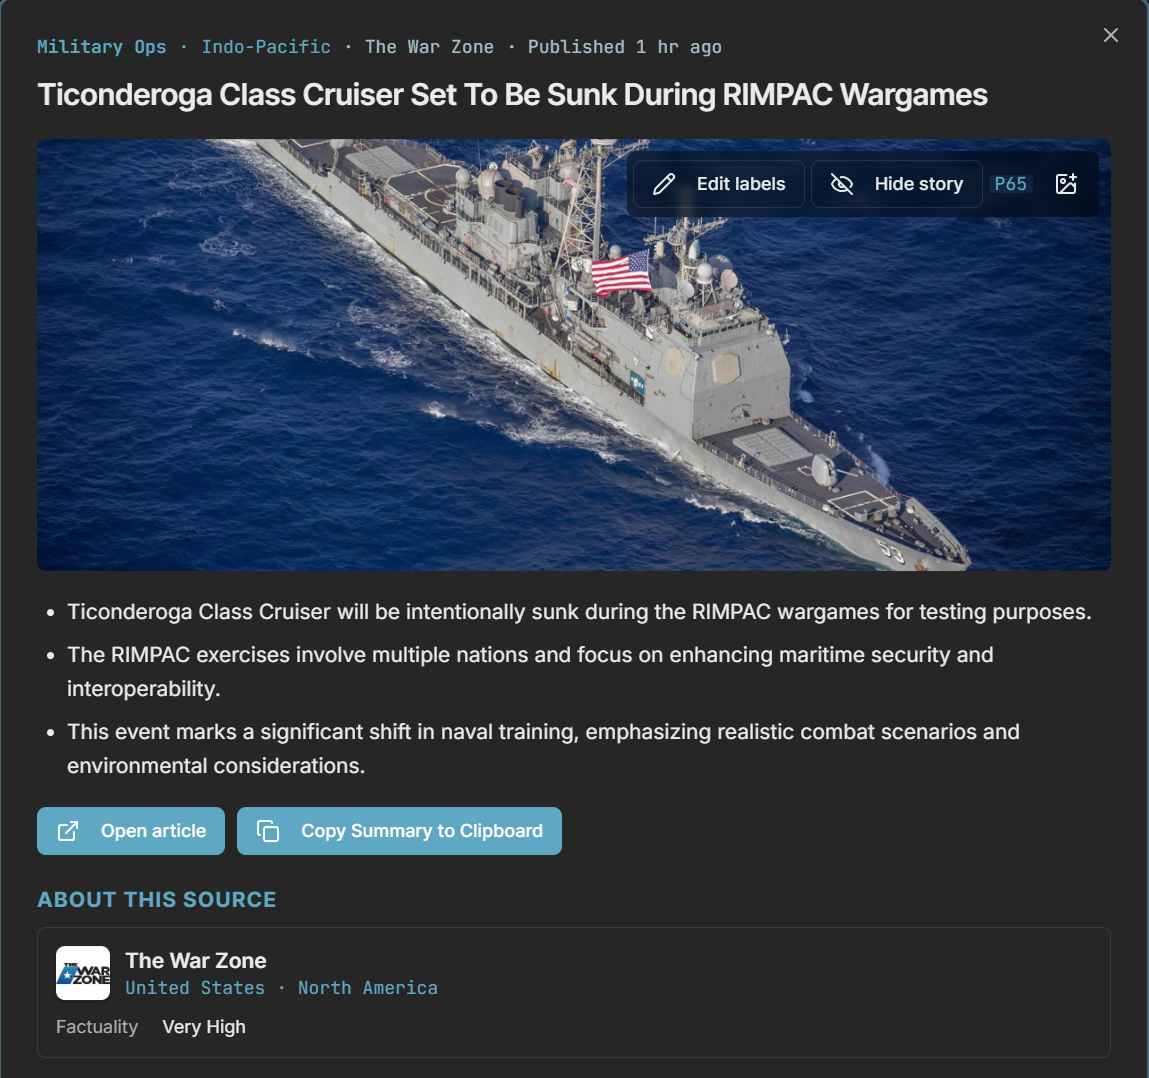 Military Ops · Indo-Pacific · The War Zone · Published 1 hr ago
Ticonderoga Class Cruiser Set To Be Sunk During RIMPAC Wargames
Edit labels
Hide story
P65
53
• Ticonderoga Class Cruiser will be intentionally sunk during the RIMPAC wargames for testing purposes.
• The RIMPAC exercises involve multiple nations and focus on enhancing maritime security and
interoperability.
• This event marks a significant shift in naval training, emphasizing realistic combat scenarios and
environmental considerations.
Open article
Copy Summary to Clipboard
ABOUT THIS SOURCE
THE
WAR
ZONE
The War Zone
United States · North America
Factuality Very High